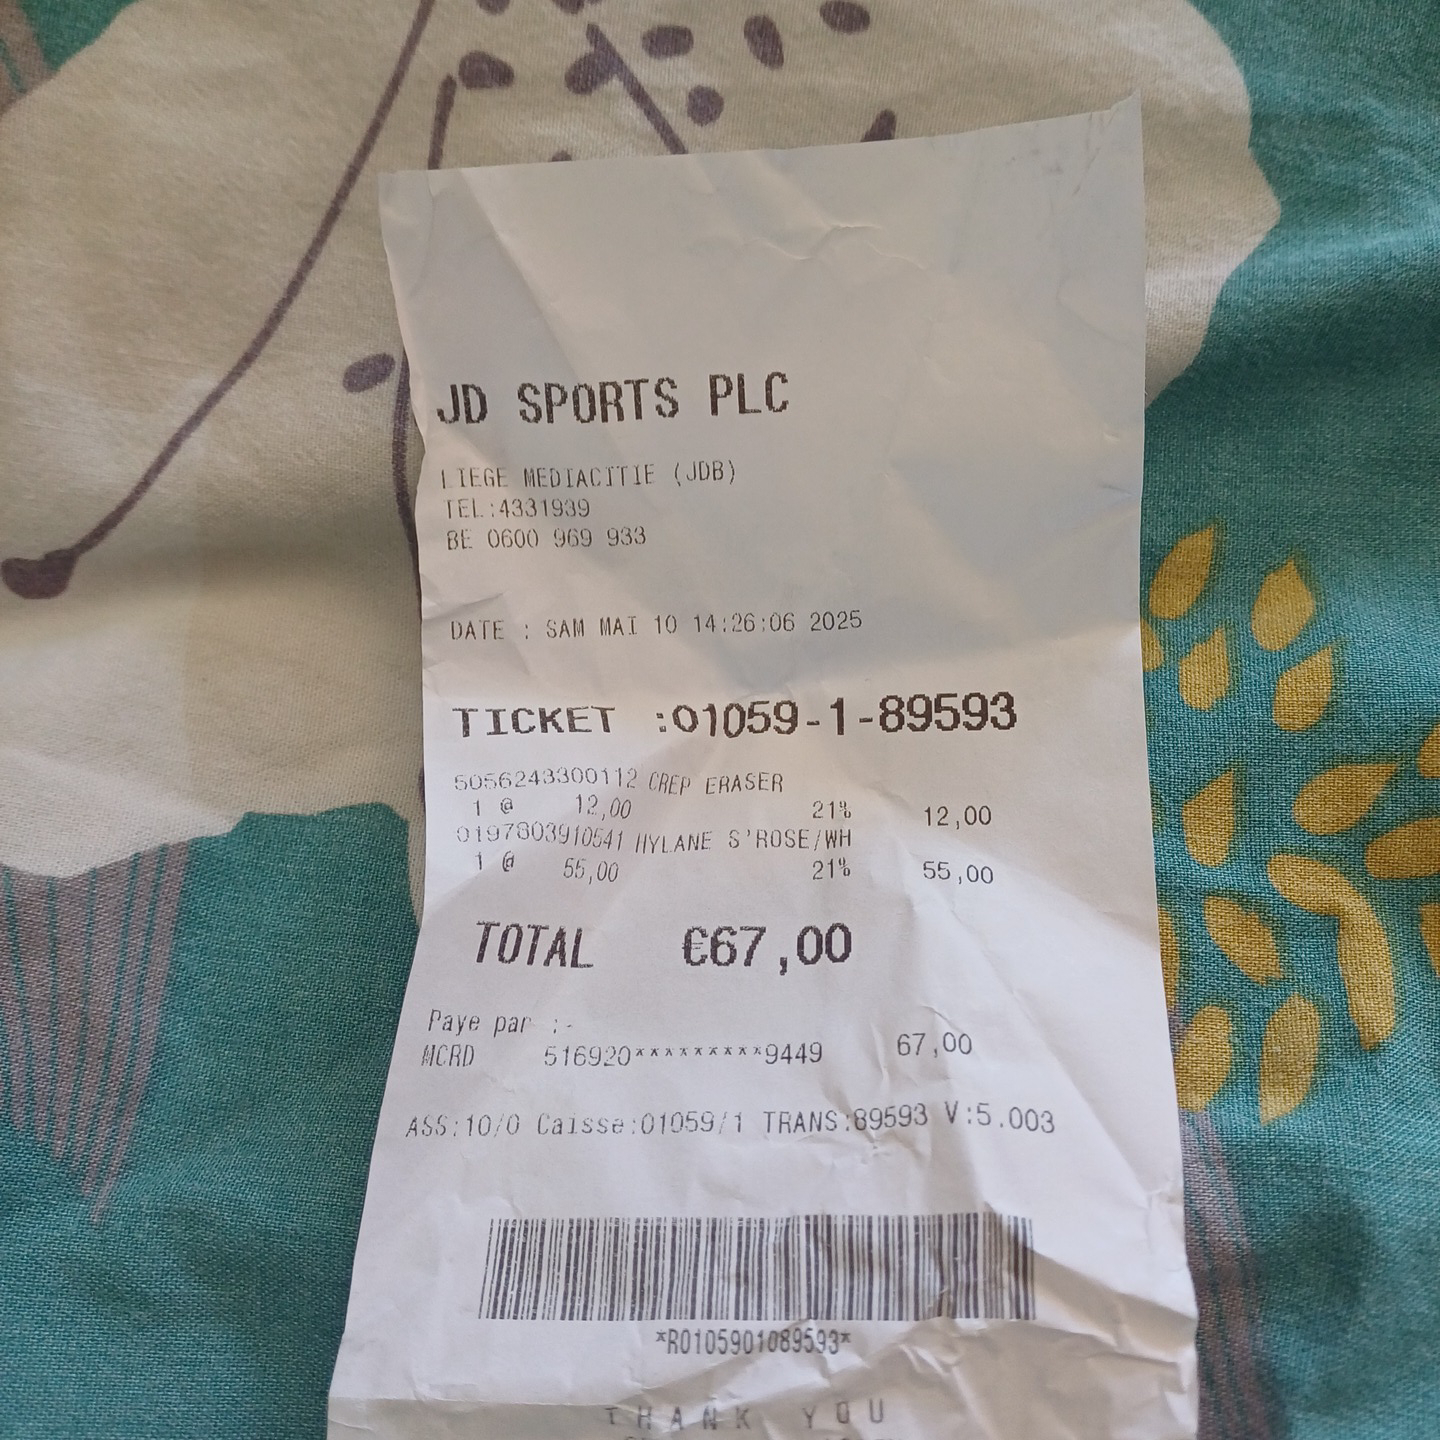 JD SPORTS PLC
LIEGE MEDIACITIE (JDB)
TEL:4331939
BE 0600 969 933
DATE : SAM MAI 10 14:26:06 2025
TICKET :01059-1-89593
5056243300112 CREP ERASER
1 @ 12,00 21% 12,00
0197803910541 HYLANE S'ROSE/WH
1 @ 55,00 21% 55,00
TOTAL €67,00
Paye par :-
MCRD 516920*********9449 67,00
ASS:10/0 Caisse:01059/1 TRANS:89593 V:5.003
*R0105901089593*
THANK YOU